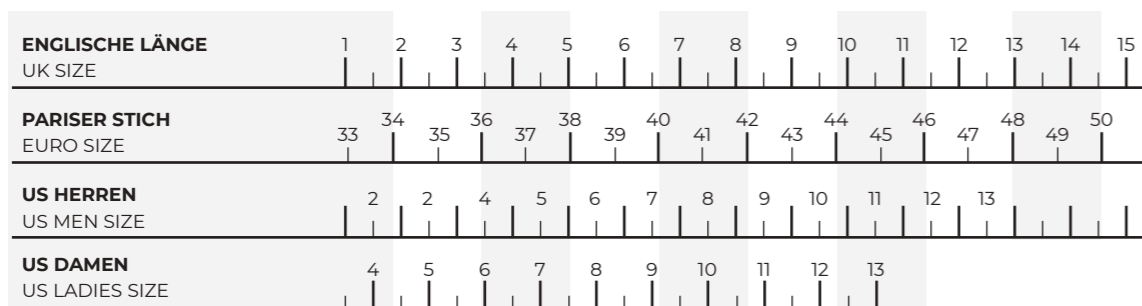 ENGLISCHE LÄNGE
UK SIZE
1 2 3 4 5 6 7 8 9 10 11 12 13 14 15
PARISER STICH
EURO SIZE
33 34 35 36 37 38 39 40 41 42 43 44 45 46 47 48 49 50
US HERREN
US MEN SIZE
2 2 4 5 6 7 8 9 10 11 12 13
US DAMEN
US LADIES SIZE
4 5 6 7 8 9 10 11 12 13